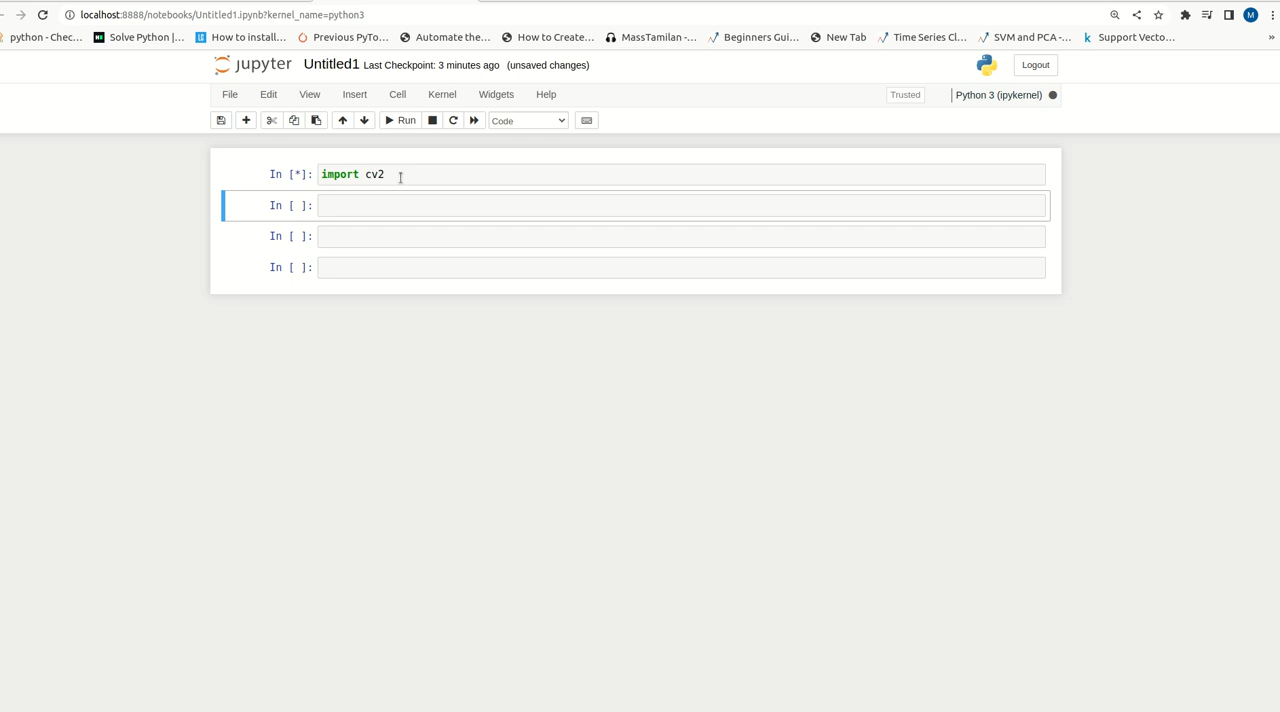 localhost:8888/notebooks/Untitled1.ipynb?kernel_name=python3
M
python - Chec... Solve Python |... How to install... Previous PyTo... Automate the... How to Create... MassTamilan -... Beginners Gui... New Tab Time Series Cl... SVM and PCA -... Support Vecto... »
jupyter Untitled1 Last Checkpoint: 3 minutes ago (unsaved changes) Logout
File Edit View Insert Cell Kernel Widgets Help Trusted Python 3 (ipykernel)
Run Code
In [*]: import cv2
In [ ]:
In [ ]:
In [ ]: